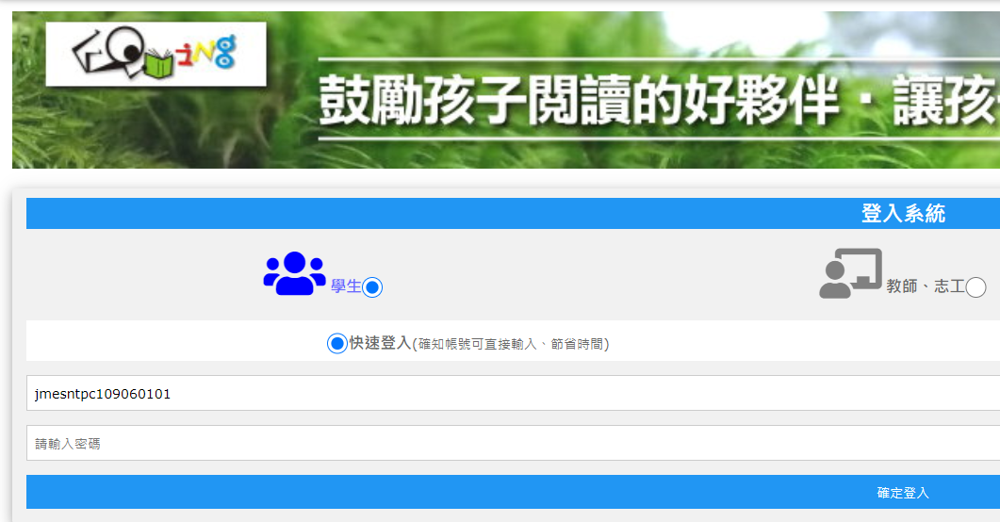 ing
鼓勵孩子閱讀的好夥伴．讓孩
登入系統
學生
教師、志工
快速登入(確知帳號可直接輸入、節省時間)
jmesntpc109060101
請輸入密碼
確定登入